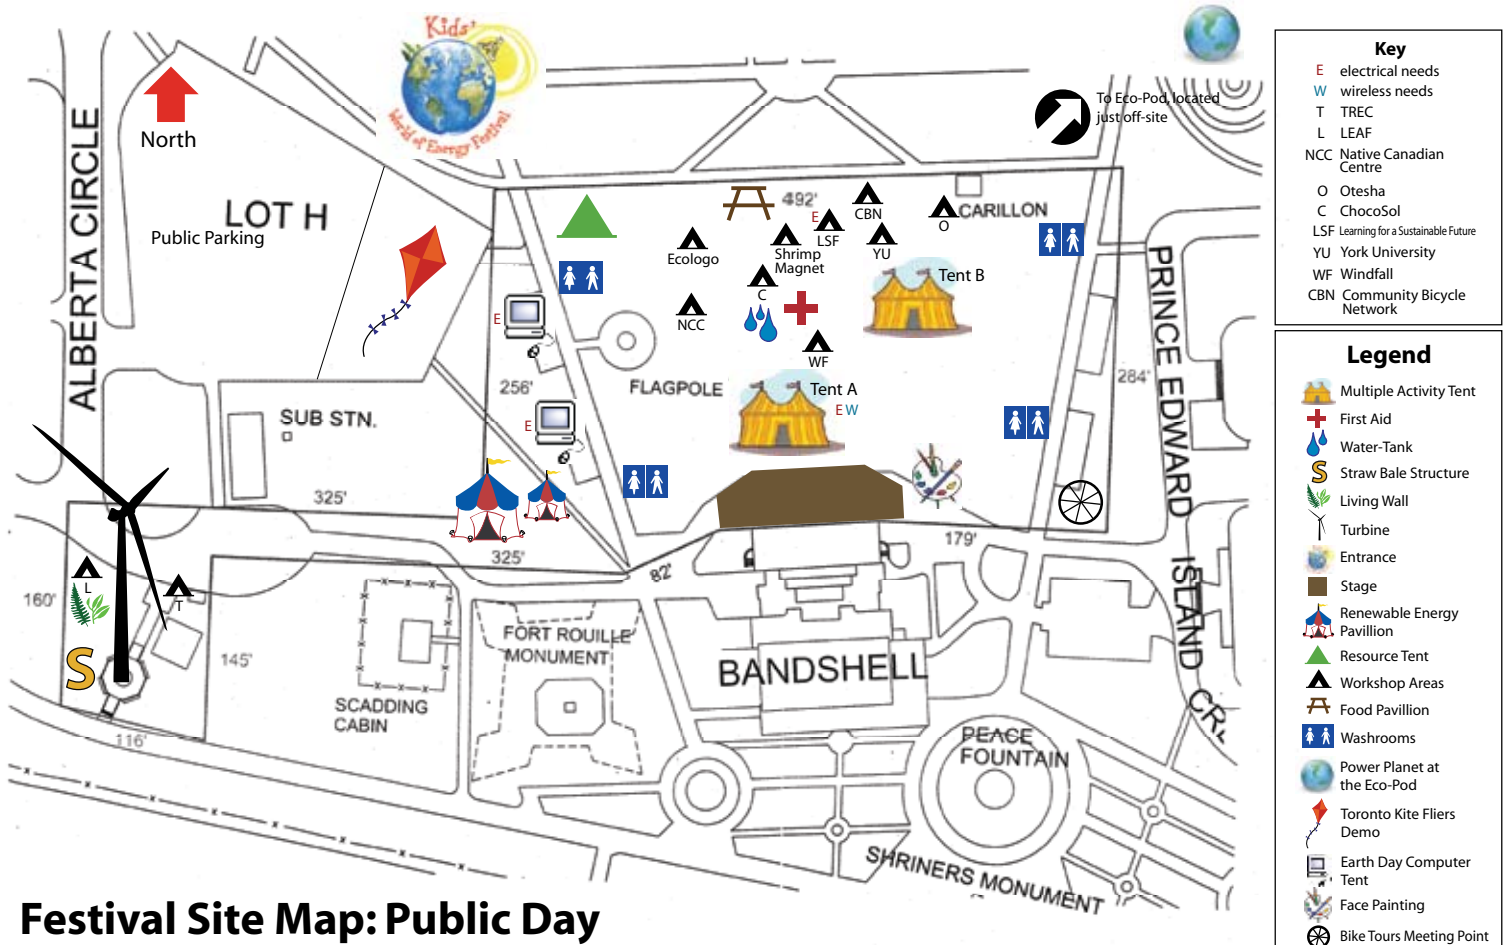 Kids'
World of Energy Festival
North
ALBERTA CIRCLE
LOT H
Public Parking
To Eco-Pod, located
just off-site
492'
CARILLON
E
LSF
CBN
O
YU
Ecologo
Shrimp
Magnet
C
NCC
WF
Tent B
E
256'
FLAGPOLE
Tent A
E W
284'
PRINCE EDWARD
ISLAND
SUB STN.
E
325'
325'
82'
179'
160'
L
T
S
145'
116'
SCADDING
CABIN
FORT ROUILLE'
MONUMENT
BANDSHELL
PEACE
FOUNTAIN
SHRINERS MONUMENT
Festival Site Map: Public Day
Key
E electrical needs
W wireless needs
T TREC
L LEAF
NCC Native Canadian
Centre
O Otesha
C ChocoSol
LSF Learning for a Sustainable Future
YU York University
WF Windfall
CBN Community Bicycle
Network
Legend
Multiple Activity Tent
First Aid
Water-Tank
S Straw Bale Structure
Living Wall
Turbine
Entrance
Stage
Renewable Energy
Pavillion
Resource Tent
Workshop Areas
Food Pavillion
Washrooms
Power Planet at
the Eco-Pod
Toronto Kite Fliers
Demo
Earth Day Computer
Tent
Face Painting
Bike Tours Meeting Point